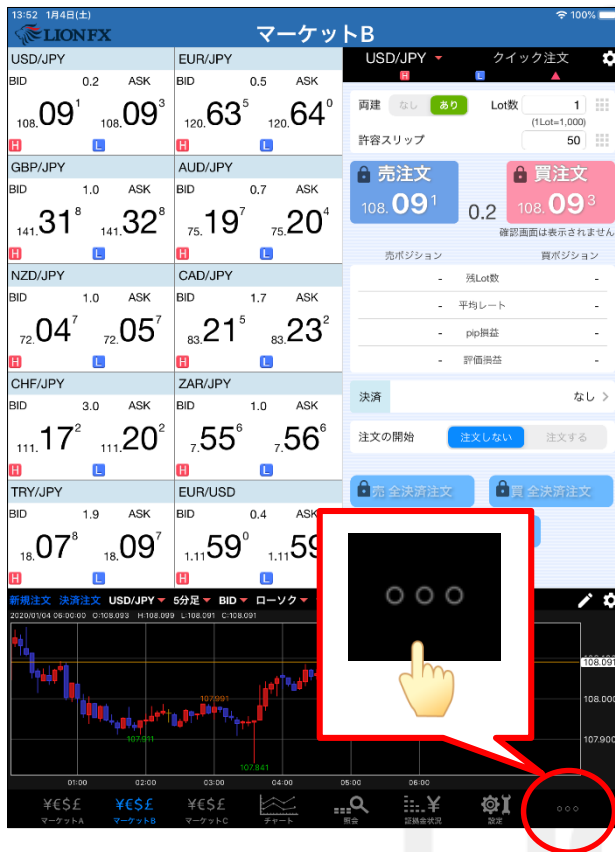 13:52 1月4日(土)
100%
LION FX
マーケットB
USD/JPY
BID 0.2 ASK
108.09¹ 108.09³
H L
EUR/JPY
BID 0.5 ASK
120.63⁵ 120.64⁰
H L
GBP/JPY
BID 1.0 ASK
141.31⁸ 141.32⁸
H L
AUD/JPY
BID 0.7 ASK
75.19⁷ 75.20⁴
H L
NZD/JPY
BID 1.0 ASK
72.04⁷ 72.05⁷
H L
CAD/JPY
BID 1.7 ASK
83.21⁵ 83.23²
H L
CHF/JPY
BID 3.0 ASK
111.17² 111.20²
H L
ZAR/JPY
BID 1.0 ASK
7.55⁶ 7.56⁶
H L
TRY/JPY
BID 1.9 ASK
18.07⁸ 18.09⁷
H L
EUR/USD
BID 0.4 ASK
1.1159⁰ 1.1159
H
USD/JPY クイック注文
H L
両建 なし あり Lot数 1
(1Lot=1,000)
許容スリップ 50
売注文 買注文
108.09¹ 0.2 108.09³
確認画面は表示されません
売ポジション 買ポジション
- 残Lot数 -
- 平均レート -
- pip損益 -
- 評価損益 -
決済 なし
注文の開始 注文しない 注文する
売 全決済注文 買 全決済注文
新規注文 決済注文 USD/JPY 5分足 BID ローソク
2020/01/04 06:00:00 O:108.093 H:108.099 L:108.091 C:108.091
108.091
108.000
107.991
107.911
107.900
107.841
01:00 02:00 03:00 04:00 05:00 06:00
¥€$£ ¥€$£ ¥€$£ ¥
マーケットA マーケットB マーケットC チャート 照会 証拠金状況 設定